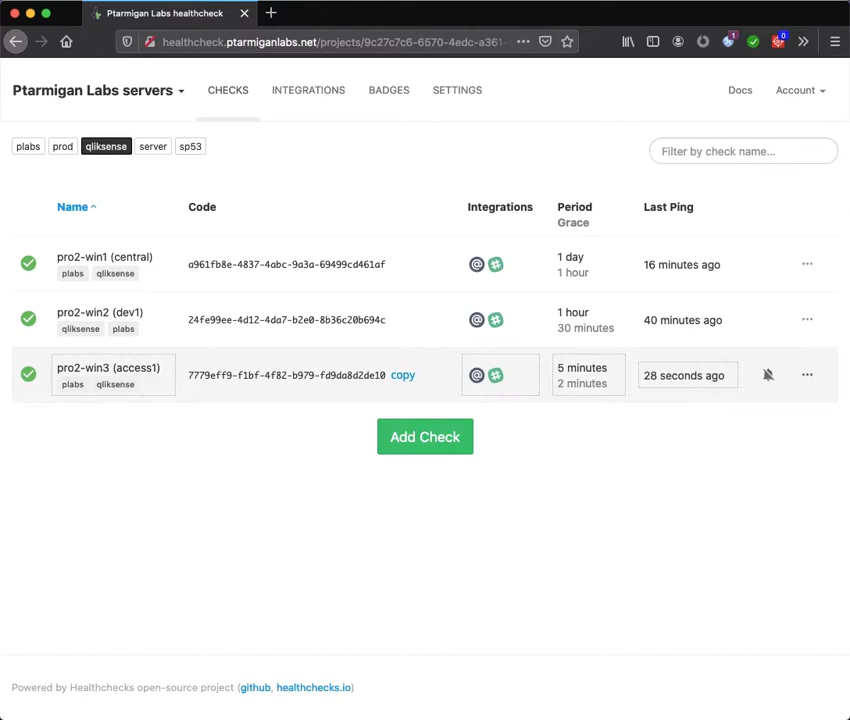 Ptarmigan Labs healthcheck
healthcheck.ptarmiganlabs.net/projects/9c27c7c6-6570-4edc-a361-
1
0
Ptarmigan Labs servers CHECKS INTEGRATIONS BADGES SETTINGS Docs Account
plabs prod qliksense server sp53 Filter by check name...
Name Code Integrations Period Last Ping
Grace
pro2-win1 (central) a961fb8e-4837-4abc-9a3a-69499cd461af 1 day 16 minutes ago
plabs qliksense 1 hour
pro2-win2 (dev1) 24fe99ee-4d12-4da7-b2e0-8b36c20b694c 1 hour 40 minutes ago
qliksense plabs 30 minutes
pro2-win3 (access1) 7779eff9-f1bf-4f82-b979-fd9da8d2de10 copy 5 minutes 28 seconds ago
plabs qliksense 2 minutes
Add Check
Powered by Healthchecks open-source project (github, healthchecks.io)